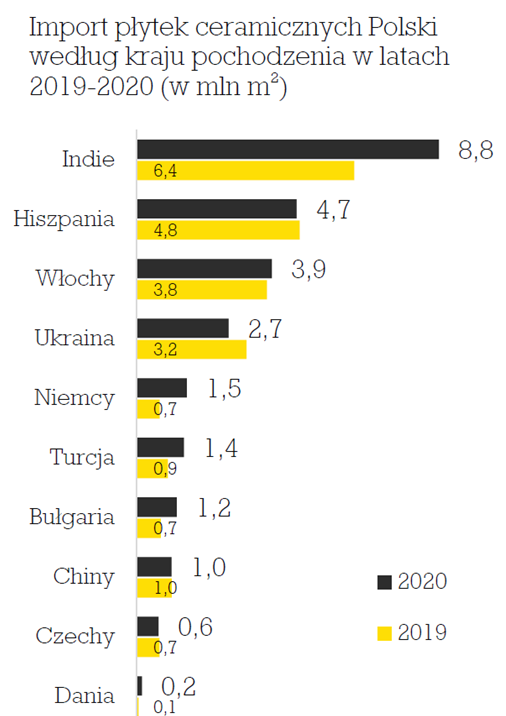 Import płytek ceramicznych Polski
według kraju pochodzenia w latach
2019-2020 (w mln m²)
Indie 8,8
6,4
Hiszpania 4,7
4,8
Włochy 3,9
3,8
Ukraina 2,7
3,2
Niemcy 1,5
0,7
Turcja 1,4
0,9
Bułgaria 1,2
0,7
Chiny 1,0
1,0
2020
Czechy 0,6
0,7
2019
Dania 0,2
0,1